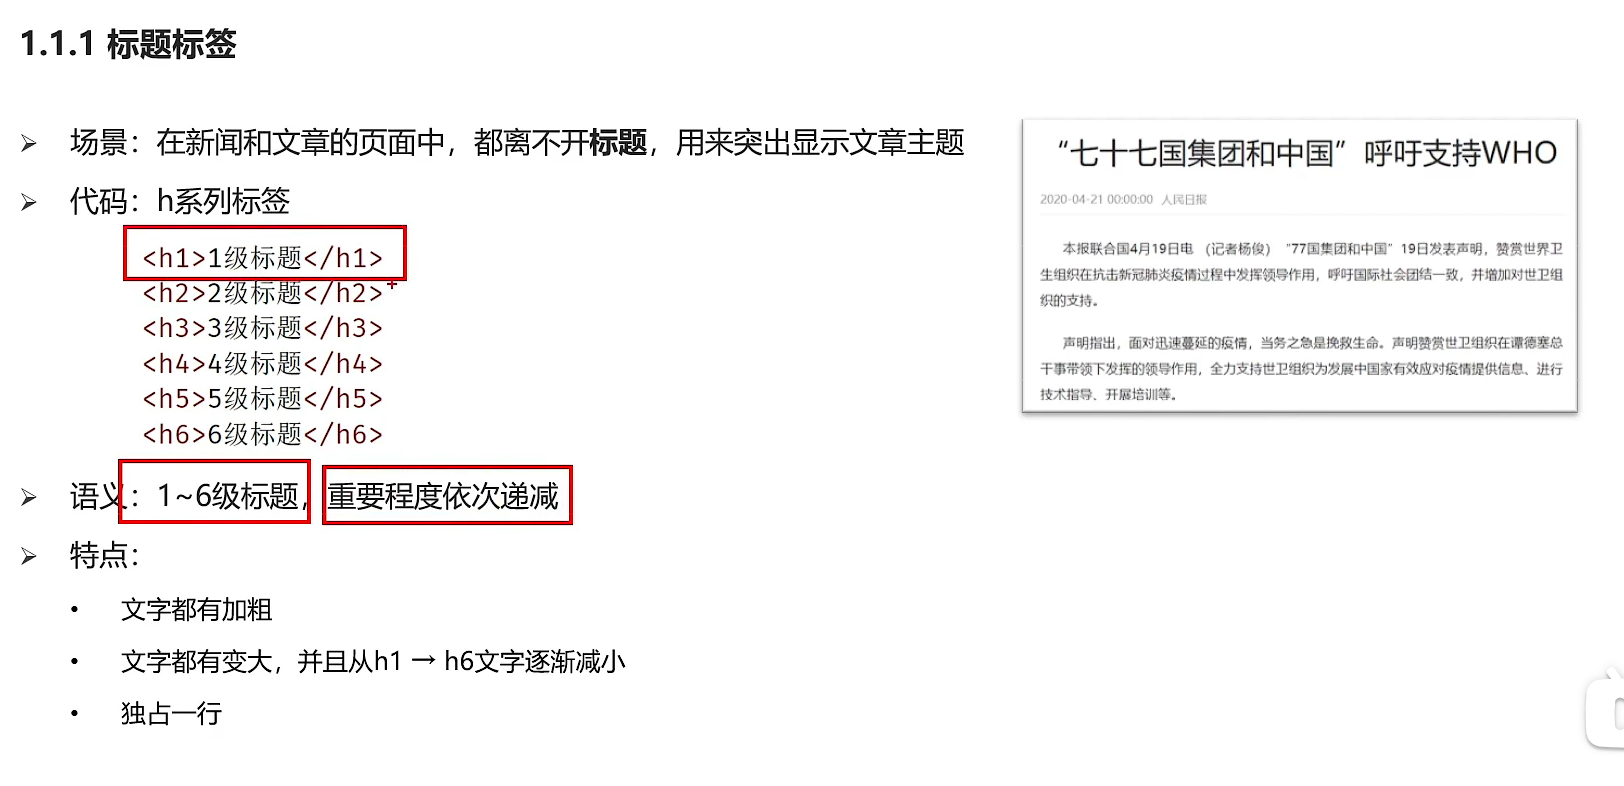 1.1.1 标题标签
场景：在新闻和文章的页面中，都离不开标题，用来突出显示文章主题
代码：h系列标签
<h1>1级标题</h1>
<h2>2级标题</h2>
<h3>3级标题</h3>
<h4>4级标题</h4>
<h5>5级标题</h5>
<h6>6级标题</h6>
语义：1~6级标题，重要程度依次递减
特点：
• 文字都有加粗
• 文字都有变大，并且从h1 → h6文字逐渐减小
• 独占一行
“七十七国集团和中国”呼吁支持WHO
2020-04-21 00:00:00 人民日报
本报联合国4月19日电 （记者杨俊）“77国集团和中国”19日发表声明，赞赏世界卫
生组织在抗击新冠肺炎疫情过程中发挥领导作用，呼吁国际社会团结一致，并增加对世卫组
织的支持。
声明指出，面对迅速蔓延的疫情，当务之急是挽救生命。声明赞赏世卫组织在谭德塞总
干事带领下发挥的领导作用，全力支持世卫组织为发展中国家有效应对疫情提供信息、进行
技术指导、开展培训等。